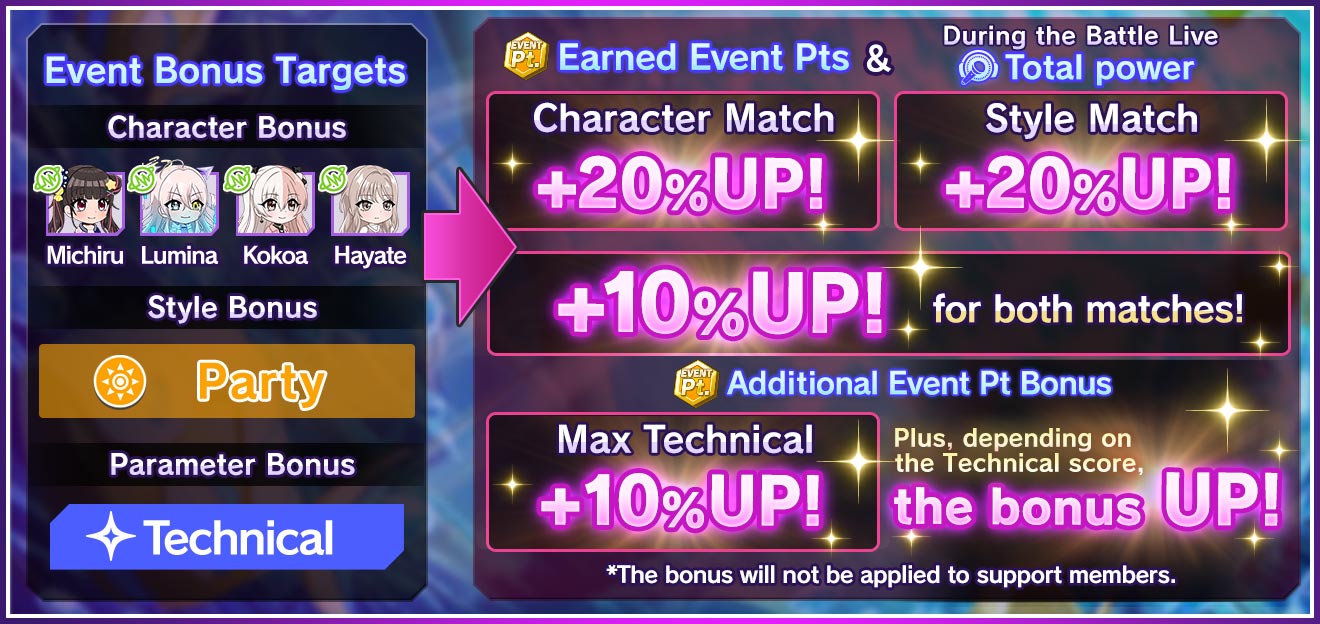 Event Bonus Targets
Character Bonus
Michiru Lumina Kokoa Hayate
Style Bonus
Party
Parameter Bonus
Technical
EVENT
Pt.
Earned Event Pts &
During the Battle Live
Total power
Character Match
+20%UP!
Style Match
+20%UP!
+10%UP! for both matches!
EVENT
Pt.
Additional Event Pt Bonus
Max Technical
+10%UP!
Plus, depending on
the Technical score,
the bonus UP!
*The bonus will not be applied to support members.